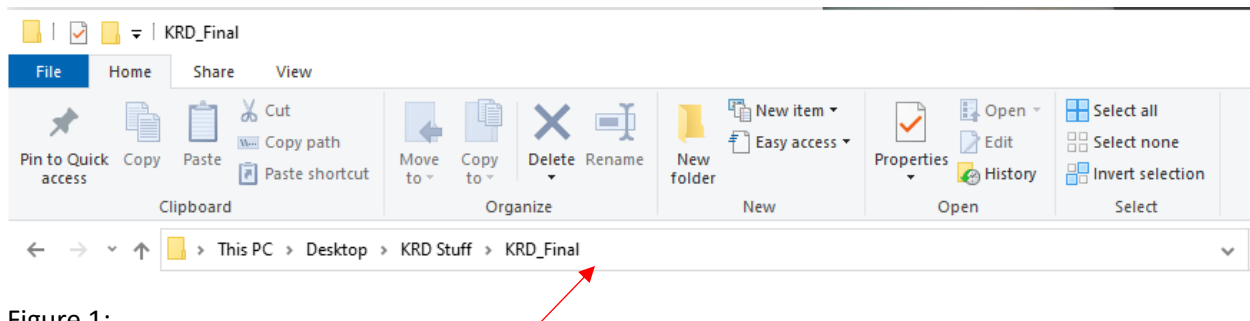 KRD_Final
File Home Share View
Pin to Quick access Copy Paste Cut Copy path Paste shortcut
Move to Copy to Delete Rename
New folder New item Easy access
Properties Open Edit History
Select all Select none Invert selection
Clipboard Organize New Open Select
This PC > Desktop > KRD Stuff > KRD_Final
Figure 1: